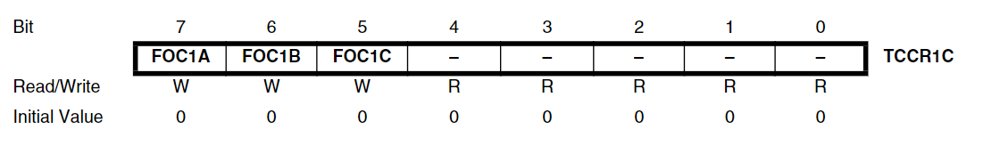 Bit 7 6 5 4 3 2 1 0
FOC1A FOC1B FOC1C – – – – – TCCR1C
Read/Write W W W R R R R R
Initial Value 0 0 0 0 0 0 0 0